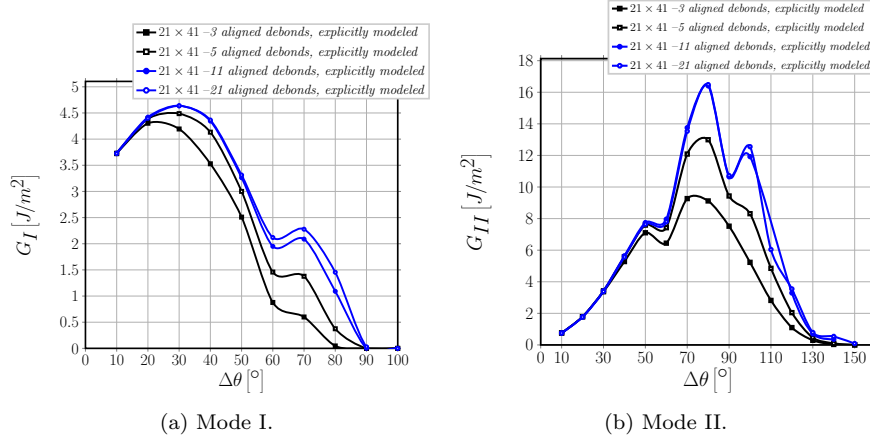 21 × 41 –3 aligned debonds, explicitly modeled
21 × 41 –5 aligned debonds, explicitly modeled
21 × 41 –11 aligned debonds, explicitly modeled
21 × 41 –21 aligned debonds, explicitly modeled
5
4.5
4
3.5
3
2.5
2
1.5
1
0.5
0
G_I [J/m²]
0 10 20 30 40 50 60 70 80 90 100
Δθ [°]
(a) Mode I.
21 × 41 –3 aligned debonds, explicitly modeled
21 × 41 –5 aligned debonds, explicitly modeled
21 × 41 –11 aligned debonds, explicitly modeled
21 × 41 –21 aligned debonds, explicitly modeled
18
16
14
12
10
8
6
4
2
0
G_II [J/m²]
0 10 30 50 70 90 110 130 150
Δθ [°]
(b) Mode II.